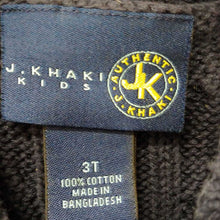 J. KHAKI
KIDS
AUTHENTIC
JK
J. KHAKI
3T
100% COTTON
MADE IN
BANGLADESH